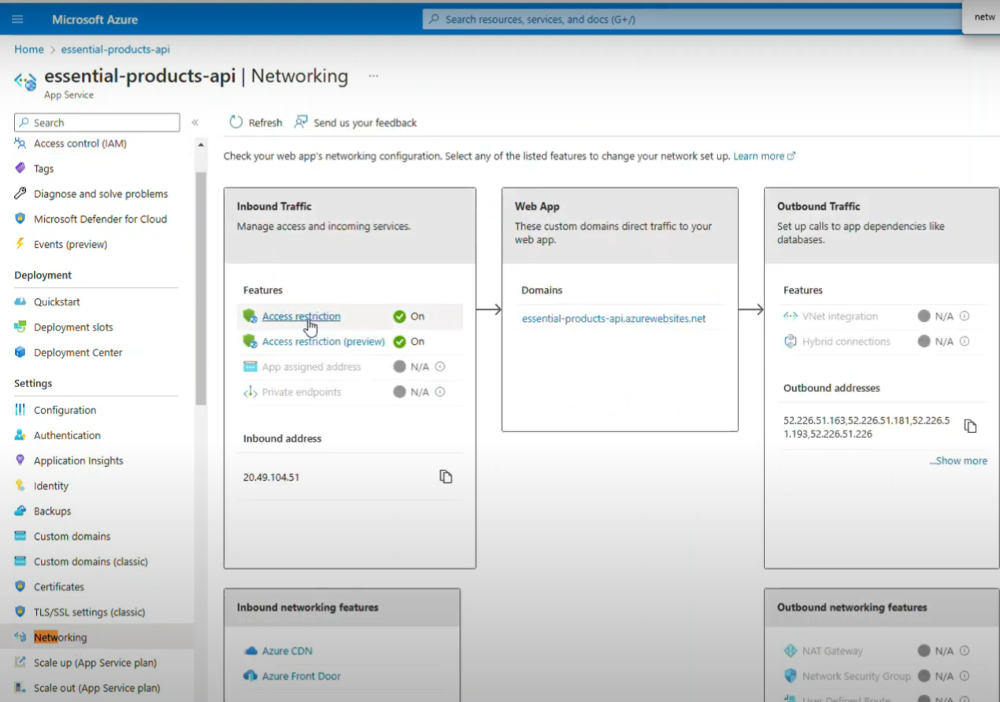 Microsoft Azure
Search resources, services, and docs (G+/)
netw
Home > essential-products-api
essential-products-api | Networking ...
App Service
Search
«
Access control (IAM)
Tags
Diagnose and solve problems
Microsoft Defender for Cloud
Events (preview)
Deployment
Quickstart
Deployment slots
Deployment Center
Settings
Configuration
Authentication
Application Insights
Identity
Backups
Custom domains
Custom domains (classic)
Certificates
TLS/SSL settings (classic)
Networking
Scale up (App Service plan)
Scale out (App Service plan)
Refresh
Send us your feedback
Check your web app's networking configuration. Select any of the listed features to change your network set up. Learn more
Inbound Traffic
Manage access and incoming services.
Features
Access restriction On
Access restriction (preview) On
App assigned address N/A
Private endpoints N/A
Inbound address
20.49.104.51
Web App
These custom domains direct traffic to your
web app.
Domains
essential-products-api.azurewebsites.net
Outbound Traffic
Set up calls to app dependencies like
databases.
Features
VNet integration N/A
Hybrid connections N/A
Outbound addresses
52.226.51.163,52.226.51.181,52.226.5
1.193,52.226.51.226
...Show more
Inbound networking features
Azure CDN
Azure Front Door
Outbound networking features
NAT Gateway N/A
Network Security Group N/A
User Defined Route N/A